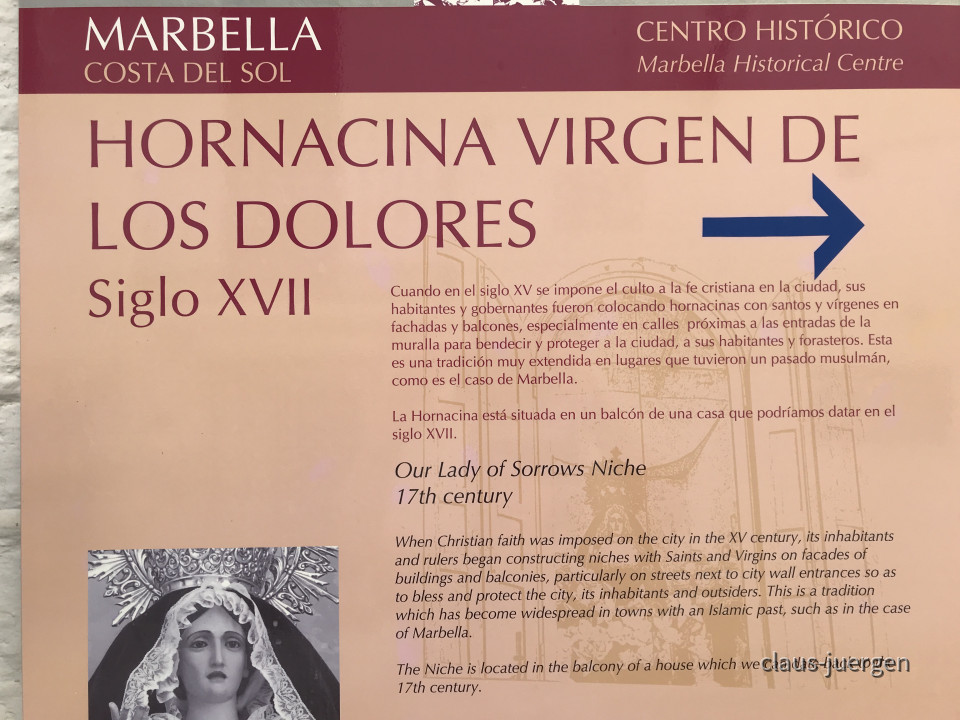 MARBELLA
COSTA DEL SOL
CENTRO HISTÓRICO
Marbella Historical Centre
HORNACINA VIRGEN DE
LOS DOLORES
Siglo XVII
Cuando en el siglo XV se impone el culto a la fe cristiana en la ciudad, sus
habitantes y gobernantes fueron colocando hornacinas con santos y vírgenes en
fachadas y balcones, especialmente en calles próximas a las entradas de la
muralla para bendecir y proteger a la ciudad, a sus habitantes y forasteros. Esta
es una tradición muy extendida en lugares que tuvieron un pasado musulmán,
como es el caso de Marbella.
La Hornacina está situada en un balcón de una casa que podríamos datar en el
siglo XVII.
Our Lady of Sorrows Niche
17th century
When Christian faith was imposed on the city in the XV century, its inhabitants
and rulers began constructing niches with Saints and Virgins on facades of
buildings and balconies, particularly on streets next to city wall entrances so as
to bless and protect the city, its inhabitants and outsiders. This is a tradition
which has become widespread in towns with an Islamic past, such as in the case
of Marbella.
The Niche is located in the balcony of a house which we
17th century.
claus-juergen